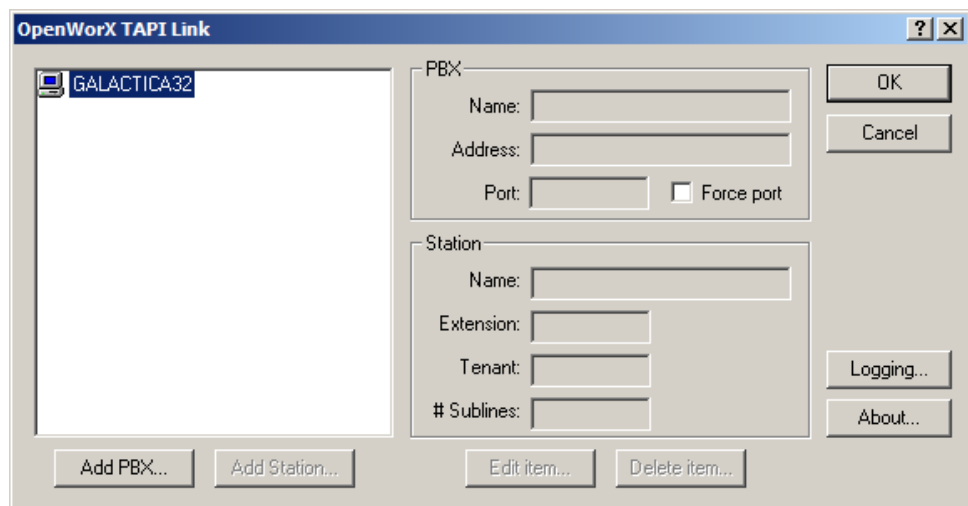 OpenWorX TAPI Link
GALACTICA32
PBX
Name:
Address:
Port:
Force port
Station
Name:
Extension:
Tenant:
# Sublines:
OK
Cancel
Logging...
About...
Add PBX...
Add Station...
Edit item...
Delete item...